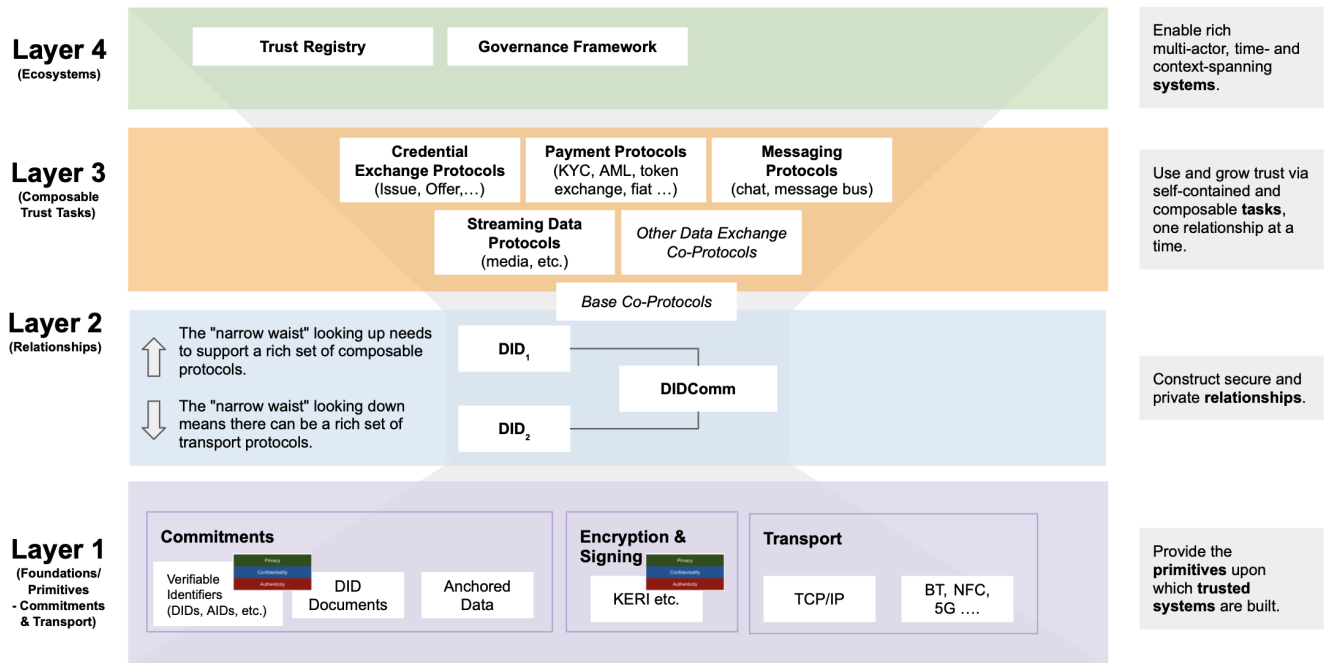 Layer 4
(Ecosystems)
Trust Registry
Governance Framework
Enable rich
multi-actor, time- and
context-spanning
systems.
Layer 3
(Composable
Trust Tasks)
Credential
Exchange Protocols
(Issue, Offer,…)
Payment Protocols
(KYC, AML, token
exchange, fiat …)
Messaging
Protocols
(chat, message bus)
Streaming Data
Protocols
(media, etc.)
Other Data Exchange
Co-Protocols
Use and grow trust via
self-contained and
composable tasks,
one relationship at a
time.
Base Co-Protocols
Layer 2
(Relationships)
The "narrow waist" looking up needs
to support a rich set of composable
protocols.
The "narrow waist" looking down
means there can be a rich set of
transport protocols.
DID1
DID2
DIDComm
Construct secure and
private relationships.
Layer 1
(Foundations/
Primitives
- Commitments
& Transport)
Commitments
Privacy
Confidentiality
Authenticity
Verifiable
Identifiers
(DIDs, AIDs, etc.)
DID
Documents
Anchored
Data
Encryption &
Signing
Privacy
Confidentiality
Authenticity
KERI etc.
Transport
TCP/IP
BT, NFC,
5G ….
Provide the
primitives upon
which trusted
systems are built.